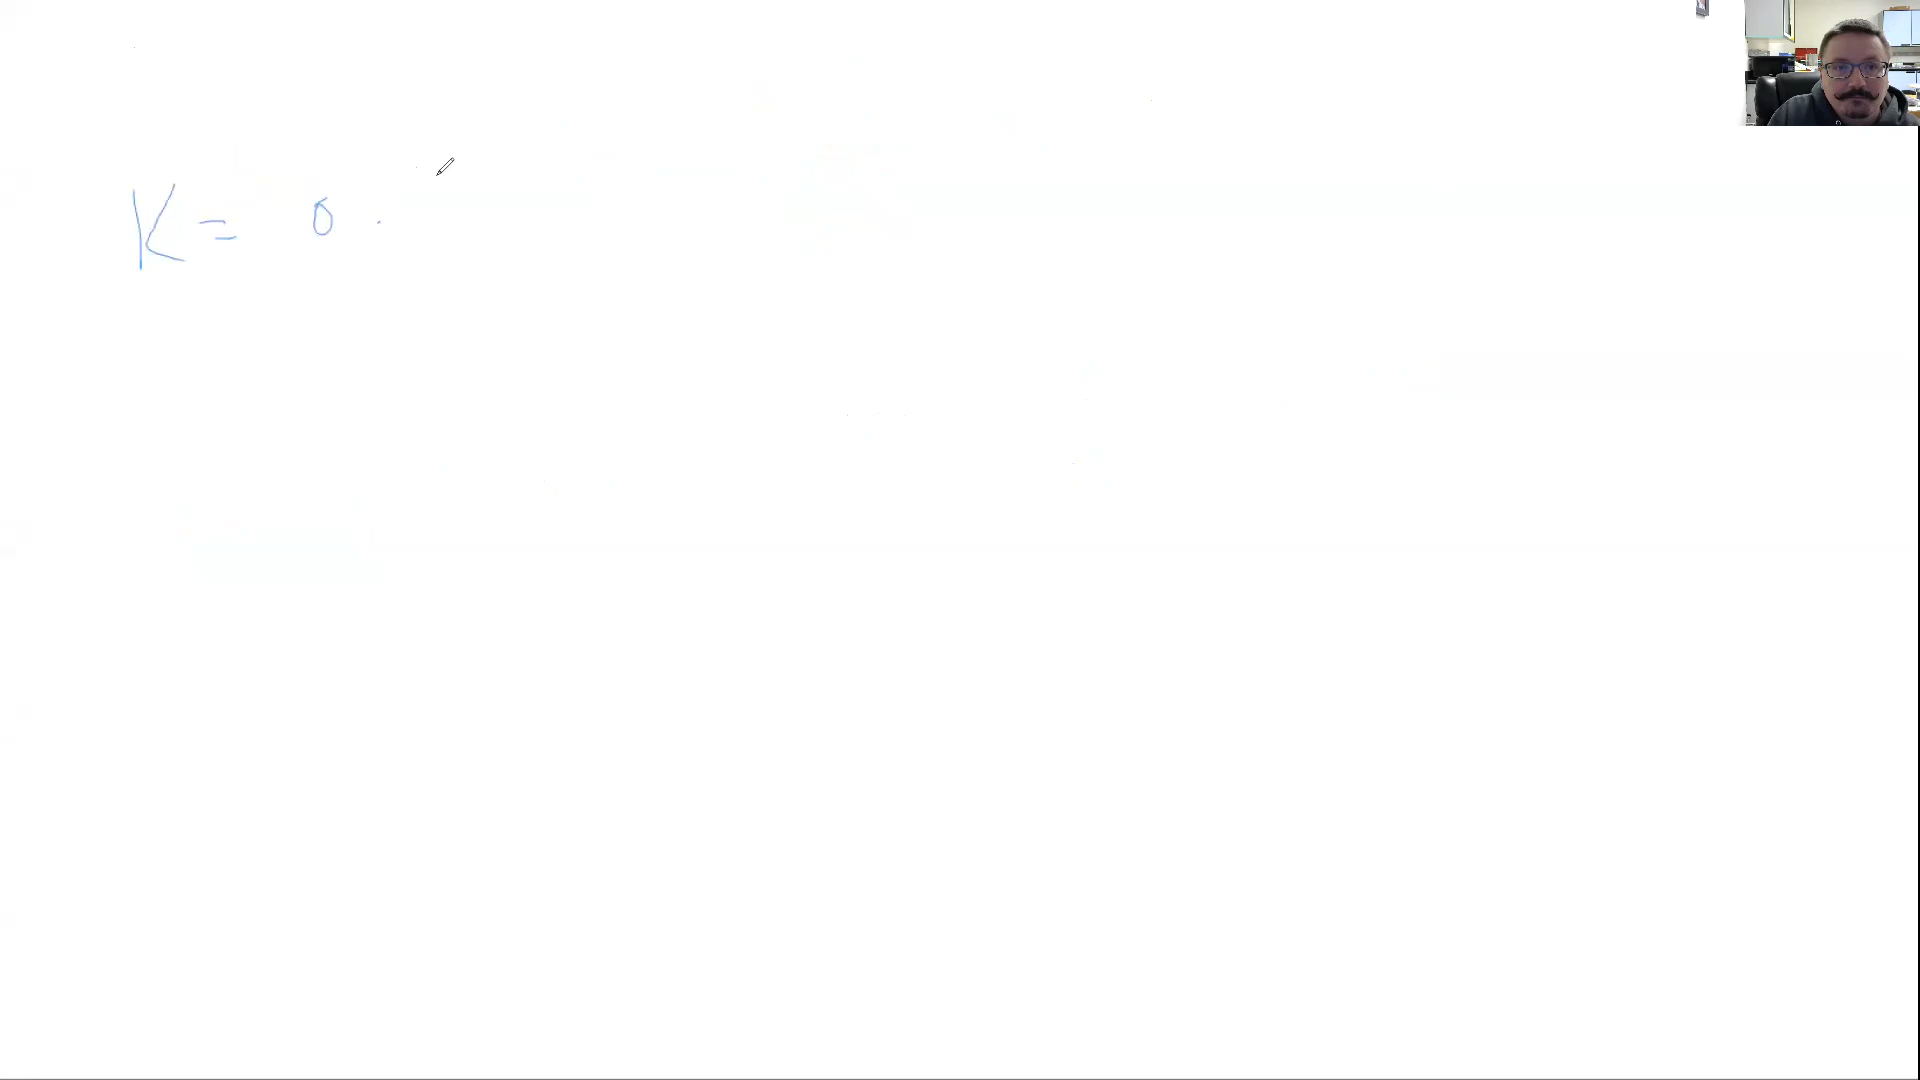 K = 0 .